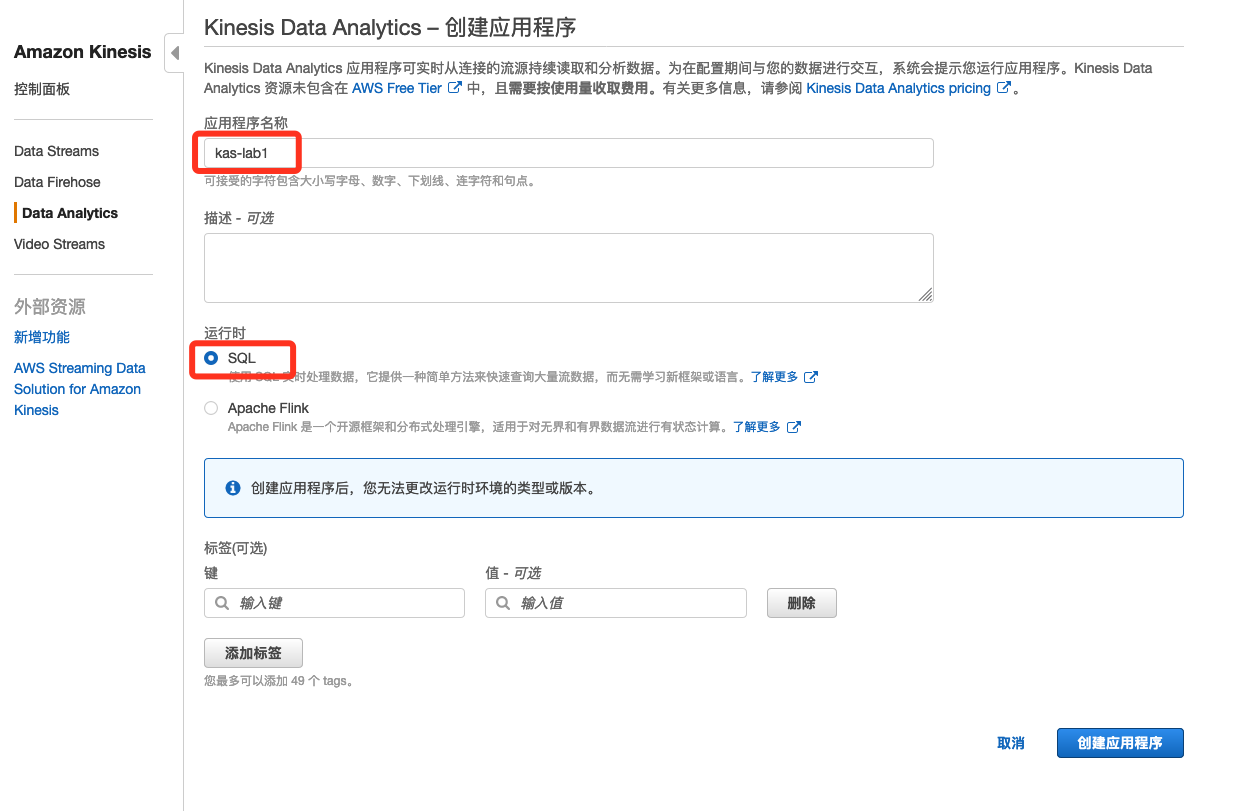 Amazon Kinesis
控制面板
Data Streams
Data Firehose
Data Analytics
Video Streams
外部资源
新增功能
AWS Streaming Data
Solution for Amazon
Kinesis
Kinesis Data Analytics – 创建应用程序
Kinesis Data Analytics 应用程序可实时从连接的流源持续读取和分析数据。为在配置期间与您的数据进行交互，系统会提示您运行应用程序。Kinesis Data
Analytics 资源未包含在 AWS Free Tier 中，且需要按使用量收取费用。有关更多信息，请参阅 Kinesis Data Analytics pricing 。
应用程序名称
kas-lab1
可接受的字符包含大小写字母、数字、下划线、连字符和句点。
描述 - 可选
运行时
SQL
使用 SQL 实时处理数据，它提供一种简单方法来快速查询大量流数据，而无需学习新框架或语言。了解更多
Apache Flink
Apache Flink 是一个开源框架和分布式处理引擎，适用于对无界和有界数据流进行有状态计算。了解更多
创建应用程序后，您无法更改运行时环境的类型或版本。
标签(可选)
键
值 - 可选
输入键
输入值
删除
添加标签
您最多可以添加 49 个 tags。
取消
创建应用程序